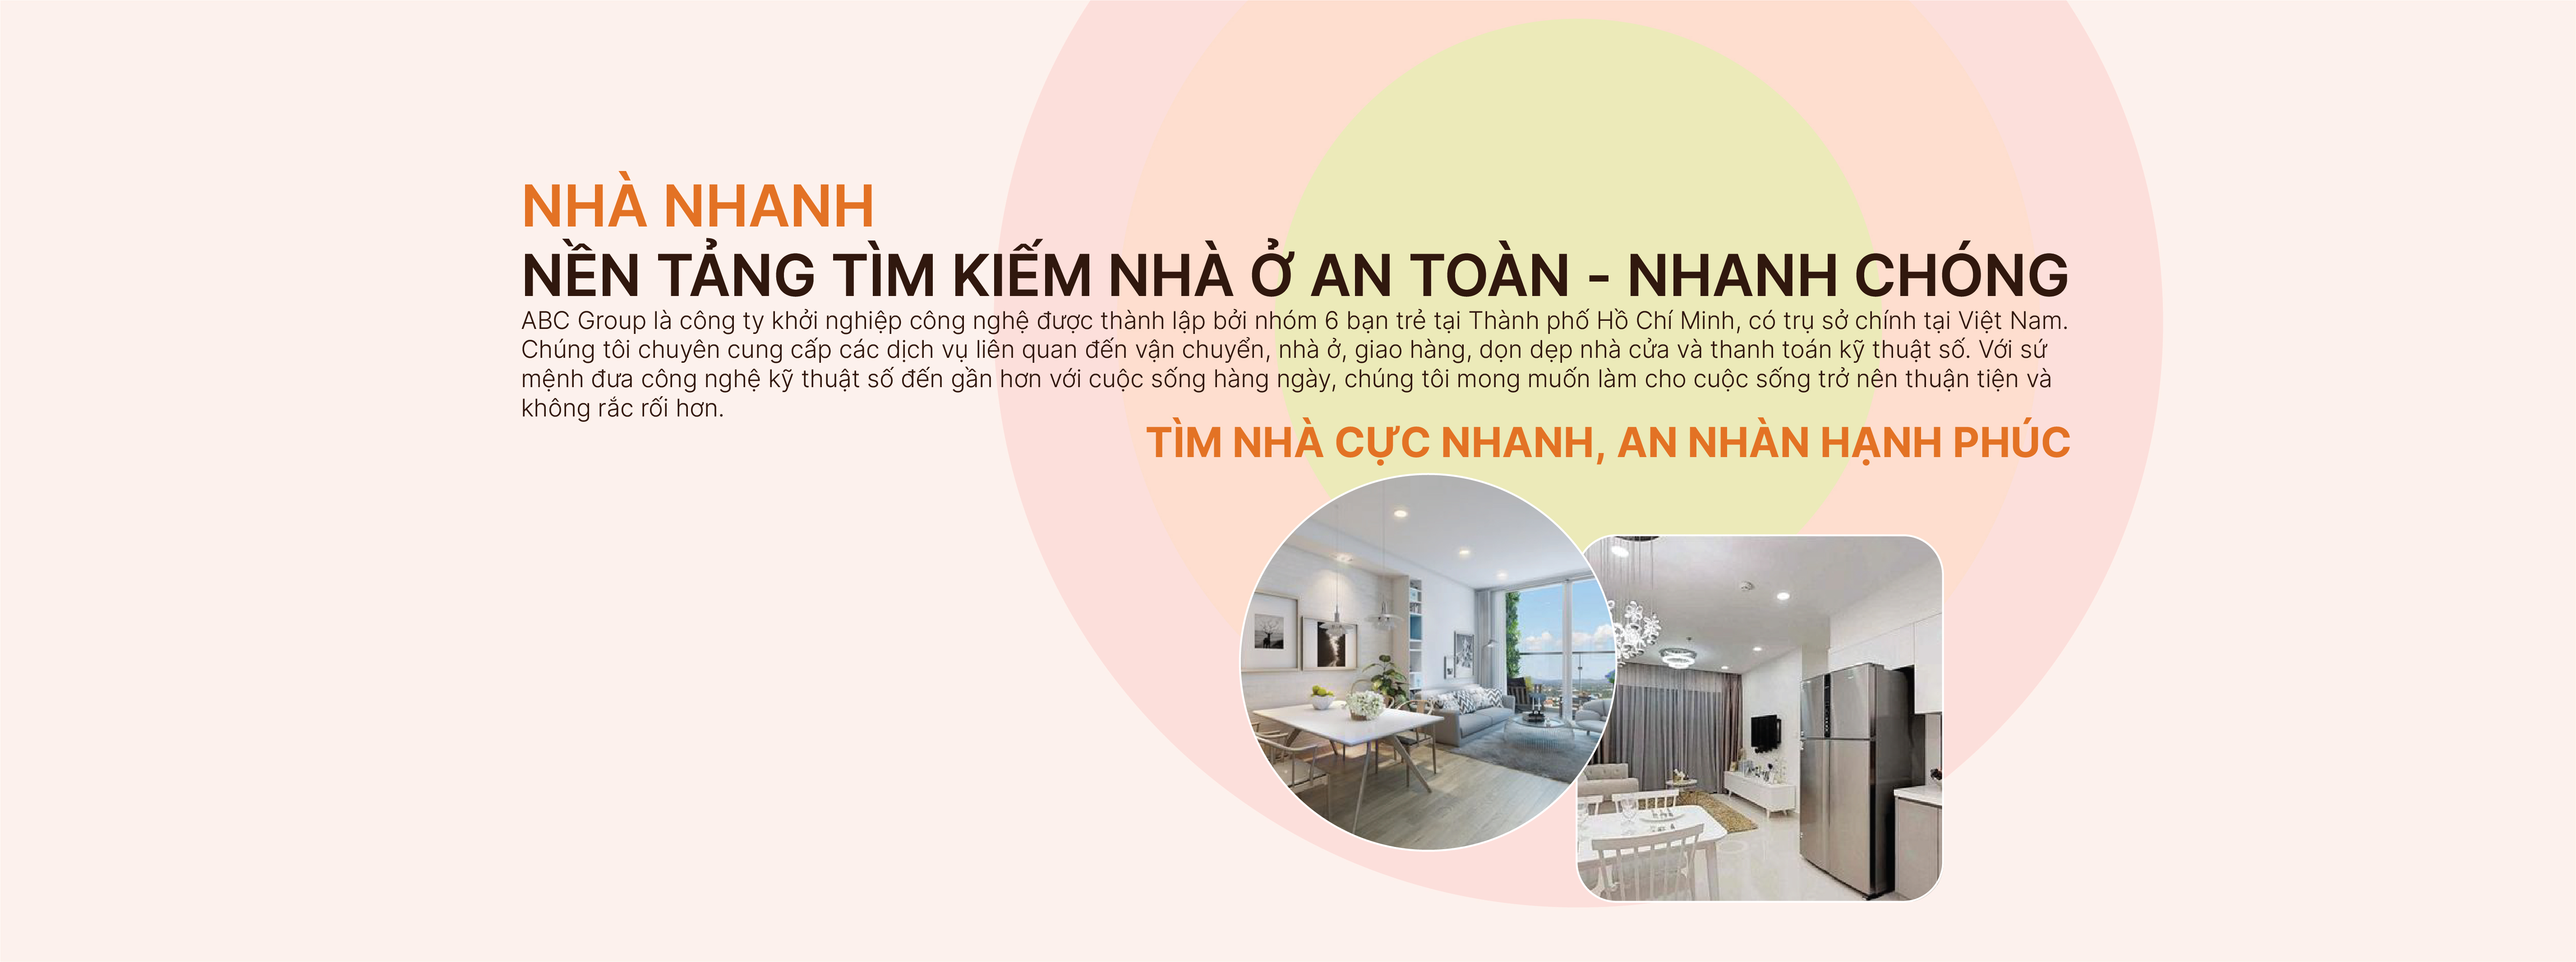 NHÀ NHANH
NỀN TẢNG TÌM KIẾM NHÀ Ở AN TOÀN - NHANH CHÓNG
ABC Group là công ty khởi nghiệp công nghệ được thành lập bởi nhóm 6 bạn trẻ tại Thành phố Hồ Chí Minh, có trụ sở chính tại Việt Nam.
Chúng tôi chuyên cung cấp các dịch vụ liên quan đến vận chuyển, nhà ở, giao hàng, dọn dẹp nhà cửa và thanh toán kỹ thuật số. Với sứ
mệnh đưa công nghệ kỹ thuật số đến gần hơn với cuộc sống hàng ngày, chúng tôi mong muốn làm cho cuộc sống trở nên thuận tiện và
không rắc rối hơn.
TÌM NHÀ CỰC NHANH, AN NHÀN HẠNH PHÚC